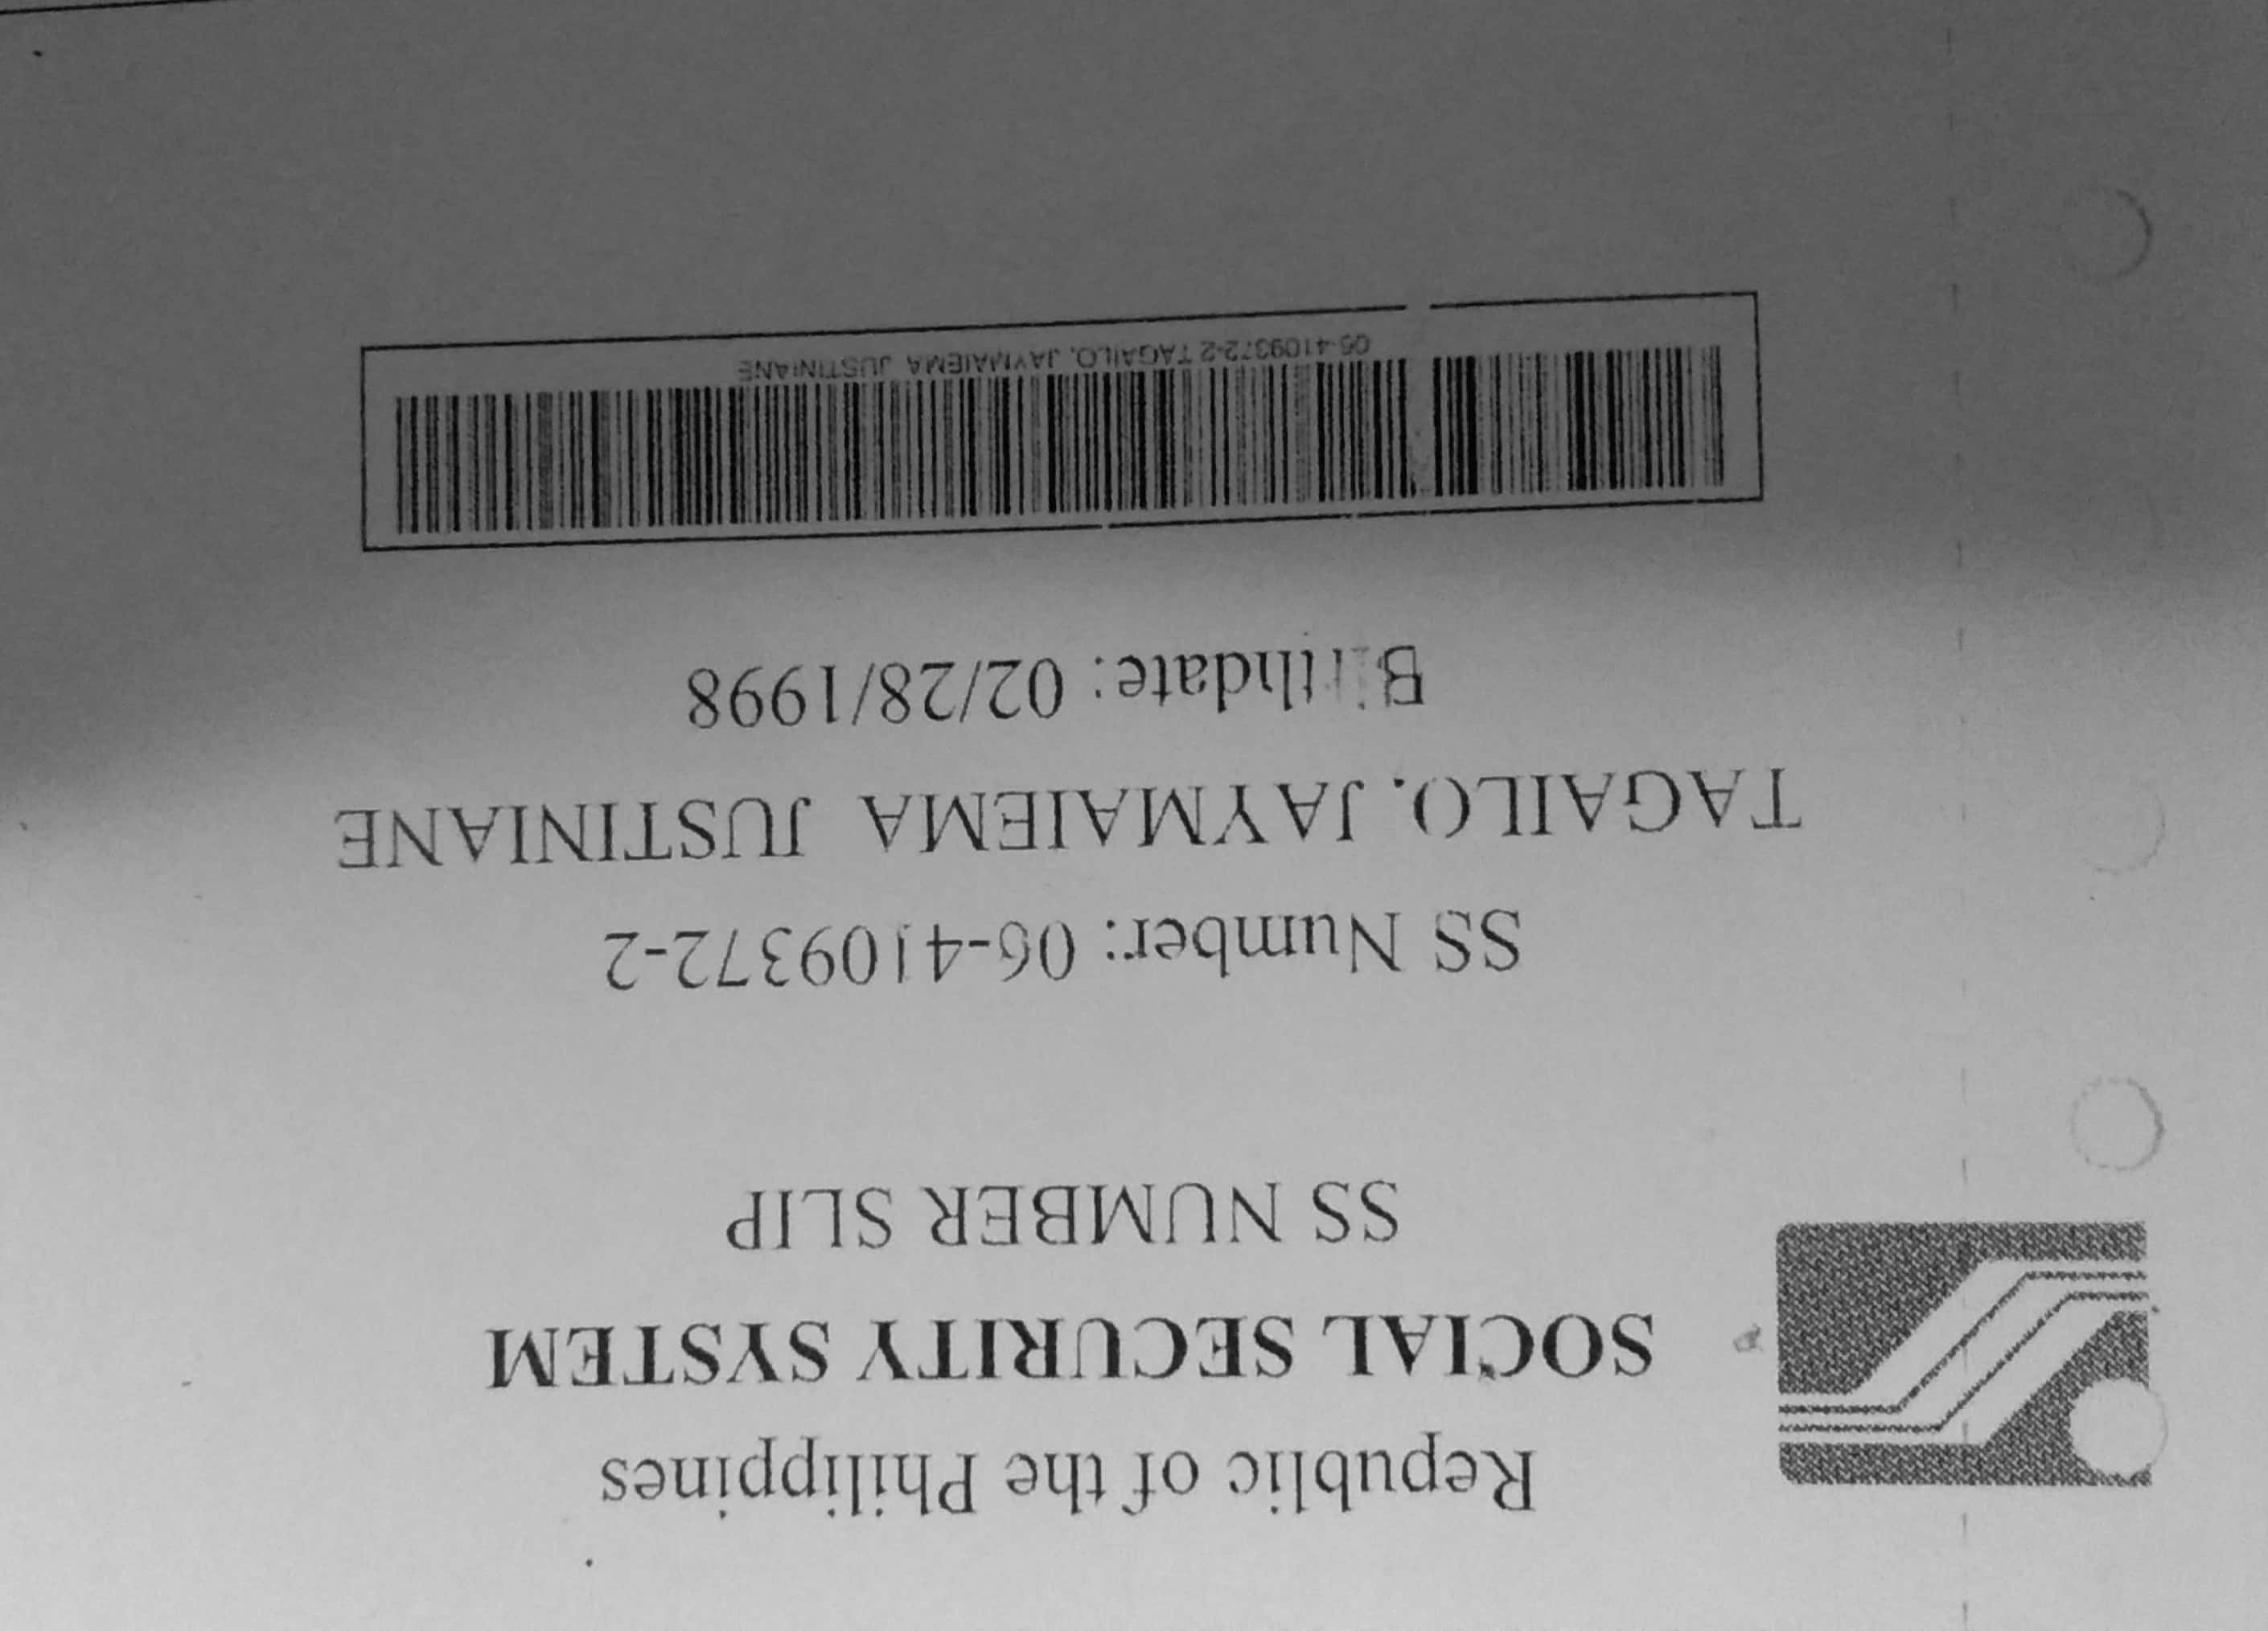 Republic of the Philippines
SOCIAL SECURITY SYSTEM
SS NUMBER SLIP
SS Number: 06-4109372-2
TAGAILO, JAYMAIEMA JUSTINIANE
Birthdate: 02/28/1998
06-4109372-2 TAGAILO, JAYMAIEMA JUSTINIANE